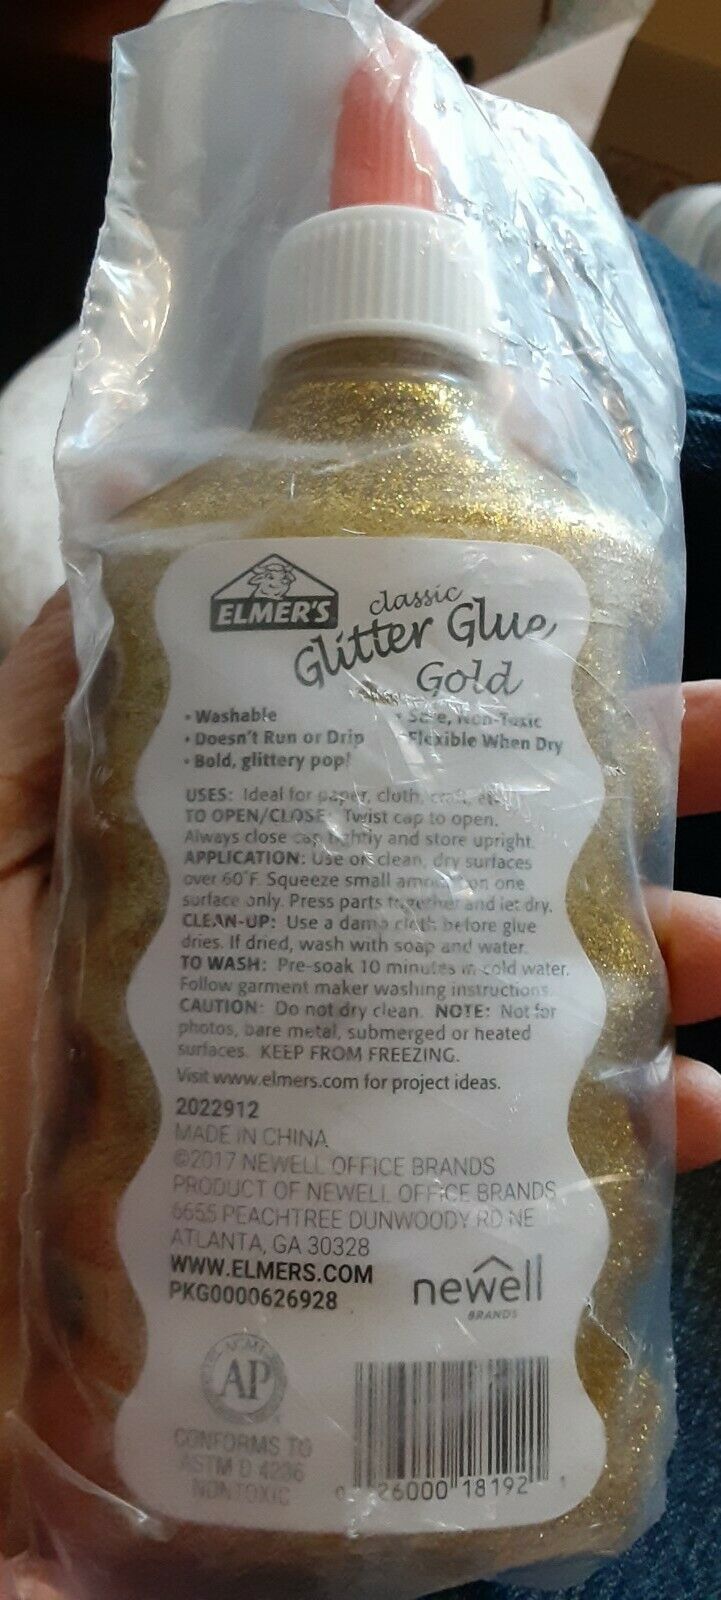 ELMER'S
classic
Glitter Glue
Gold
• Washable
• Safe, Non-Toxic
• Doesn't Run or Drip
• Flexible When Dry
• Bold, glittery pop!
USES: Ideal for paper, cloth, craft, etc.
TO OPEN/CLOSE: Twist cap to open.
Always close cap tightly and store upright.
APPLICATION: Use on clean, dry surfaces
over 60°F. Squeeze small amount on one
surface only. Press parts together and let dry.
CLEAN-UP: Use a damp cloth before glue
dries. If dried, wash with soap and water.
TO WASH: Pre-soak 10 minutes in cold water.
Follow garment maker washing instructions.
CAUTION: Do not dry clean. NOTE: Not for
photos, bare metal, submerged or heated
surfaces. KEEP FROM FREEZING.
Visit www.elmers.com for project ideas.
2022912
MADE IN CHINA
©2017 NEWELL OFFICE BRANDS
PRODUCT OF NEWELL OFFICE BRANDS
6655 PEACHTREE DUNWOODY RD NE
ATLANTA, GA 30328
WWW.ELMERS.COM
PKG0000626928
newell
BRANDS
ACMI
AP
CONFORMS TO
ASTM D 4236
NONTOXIC
0 26000 18192 1